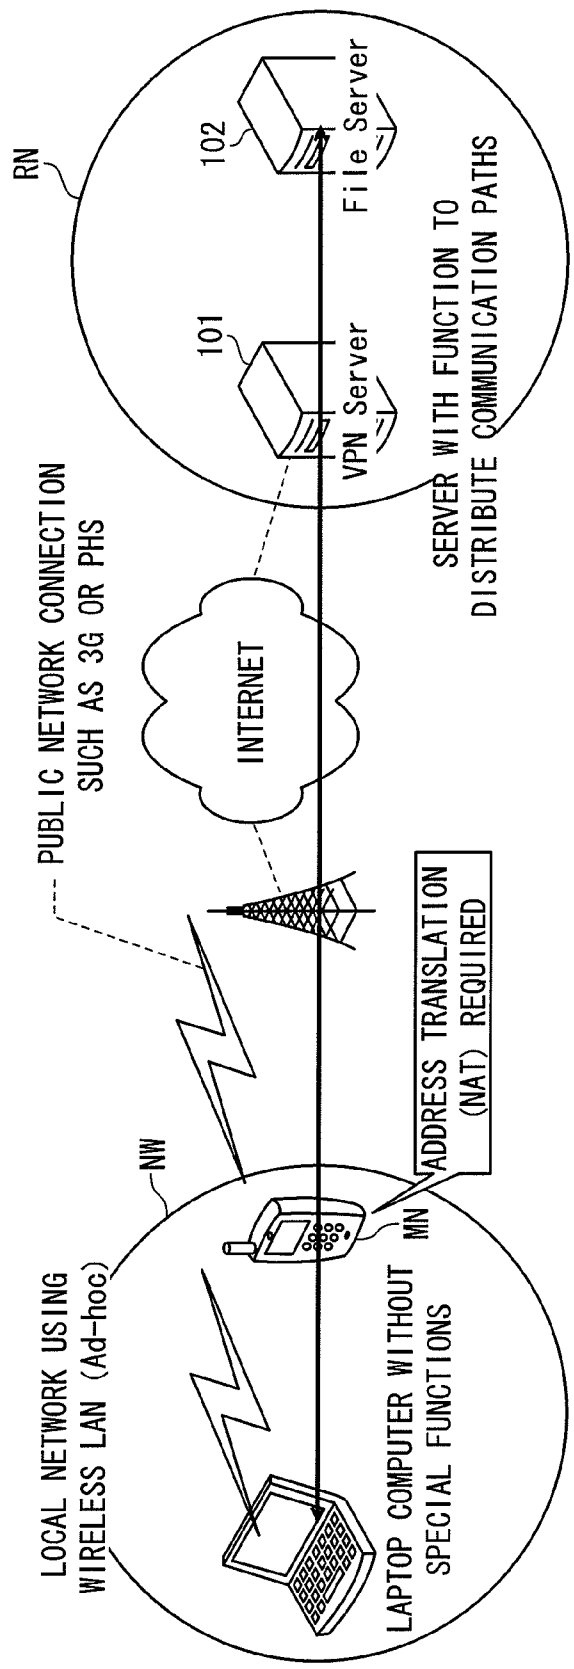 LOCAL NETWORK USING
WIRELESS LAN (Ad-hoc)
NW
PUBLIC NETWORK CONNECTION
SUCH AS 3G OR PHS
RN
INTERNET
101
102
VPN Server
File Server
MN
LAPTOP COMPUTER WITHOUT
SPECIAL FUNCTIONS
ADDRESS TRANSLATION
(NAT) REQUIRED
SERVER WITH FUNCTION TO
DISTRIBUTE COMMUNICATION PATHS